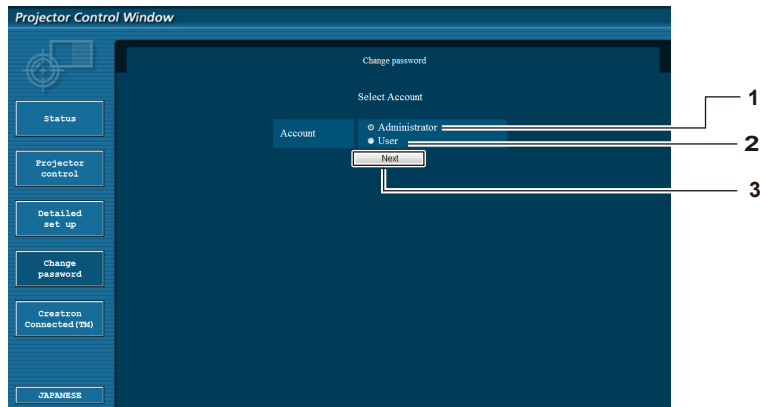 Projector Control Window
Change password
Select Account
Status
Account
Administrator
User
Next
Projector
control
Detailed
set up
Change
password
Crestron
Connected(TM)
JAPANESE
1
2
3